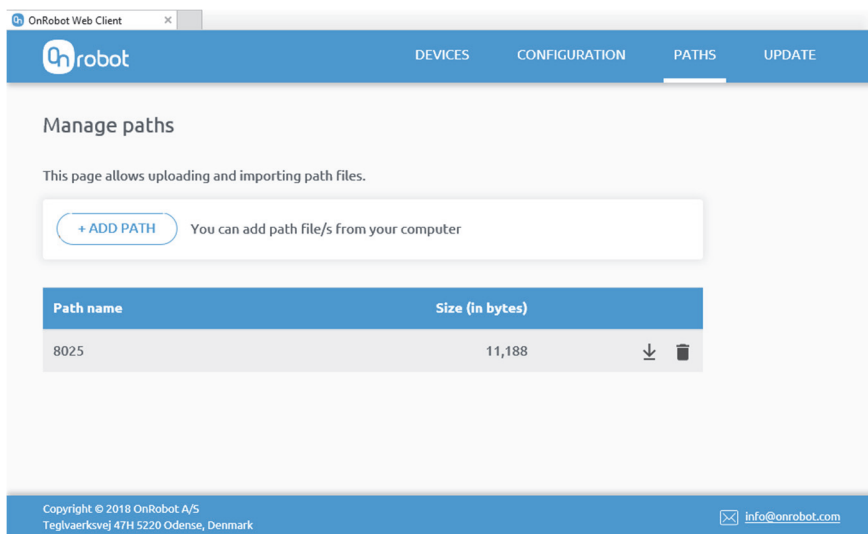 OnRobot Web Client
OnRobot
DEVICES CONFIGURATION PATHS UPDATE
Manage paths
This page allows uploading and importing path files.
+ ADD PATH You can add path file/s from your computer
Path name Size (in bytes)
8025 11,188
Copyright © 2018 OnRobot A/S
Teglvaerksvej 47H 5220 Odense, Denmark
info@onrobot.com